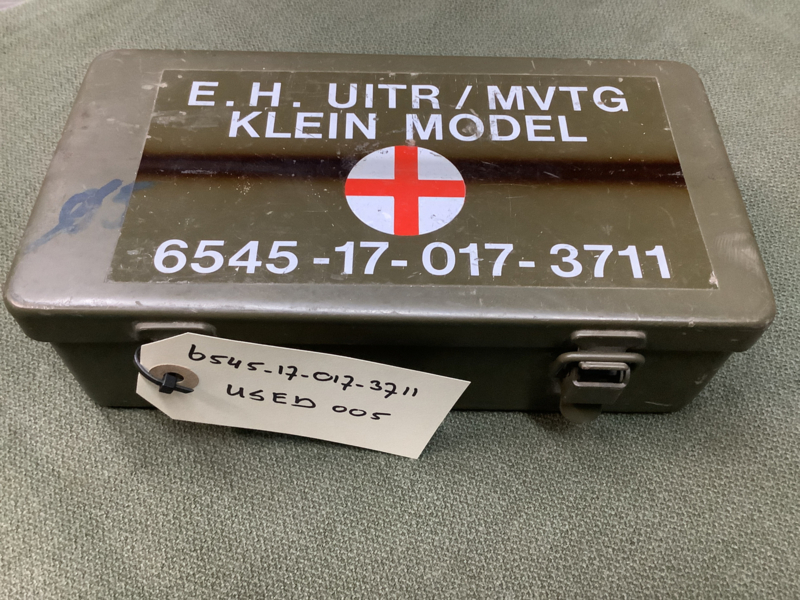 E.H. UITR/MVTG
KLEIN MODEL
6545-17-017-3711
6545-17-017-3711
USED 005